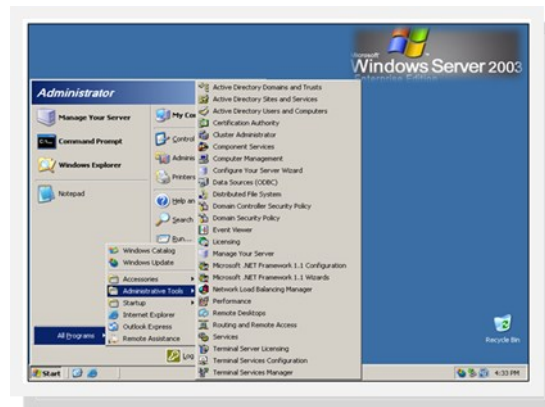 Microsoft
Windows Server 2003
Enterprise Edition
Administrator
Manage Your Server
Command Prompt
Windows Explorer
Notepad
My Co
Control
Adminis
Printers
Help an
Search
Run...
Windows Catalog
Windows Update
Accessories
Administrative Tools
Startup
Internet Explorer
Outlook Express
Remote Assistance
All Programs
Log
Active Directory Domains and Trusts
Active Directory Sites and Services
Active Directory Users and Computers
Certification Authority
Cluster Administrator
Component Services
Computer Management
Configure Your Server Wizard
Data Sources (ODBC)
Distributed File System
Domain Controller Security Policy
Domain Security Policy
Event Viewer
Licensing
Manage Your Server
Microsoft .NET Framework 1.1 Configuration
Microsoft .NET Framework 1.1 Wizards
Network Load Balancing Manager
Performance
Remote Desktops
Routing and Remote Access
Services
Terminal Server Licensing
Terminal Services Configuration
Terminal Services Manager
Recycle Bin
Start
4:33 PM